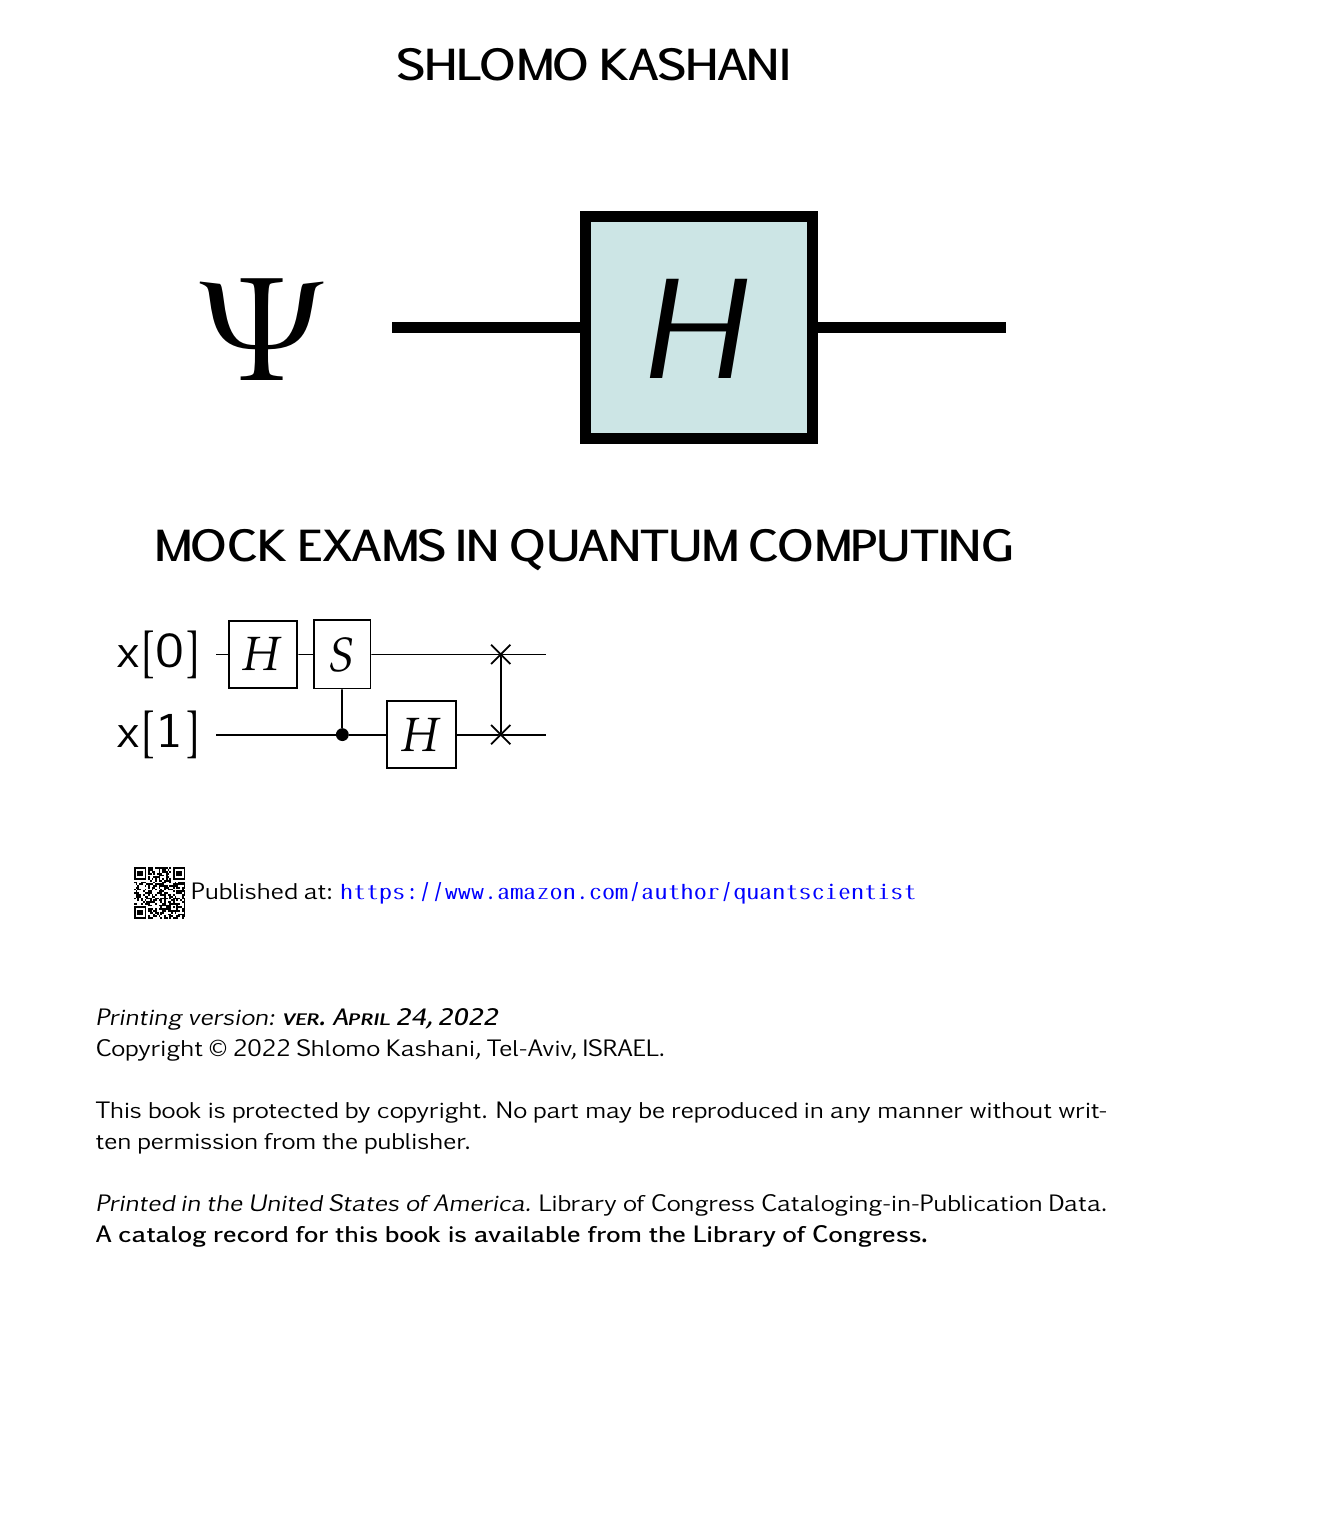 SHLOMO KASHANI
Ψ H
MOCK EXAMS IN QUANTUM COMPUTING
x[0] H S
x[1] H
Published at: https://www.amazon.com/author/quantscientist
Printing version: VER. APRIL 24, 2022
Copyright © 2022 Shlomo Kashani, Tel-Aviv, ISRAEL.
This book is protected by copyright. No part may be reproduced in any manner without writ-
ten permission from the publisher.
Printed in the United States of America. Library of Congress Cataloging-in-Publication Data.
A catalog record for this book is available from the Library of Congress.